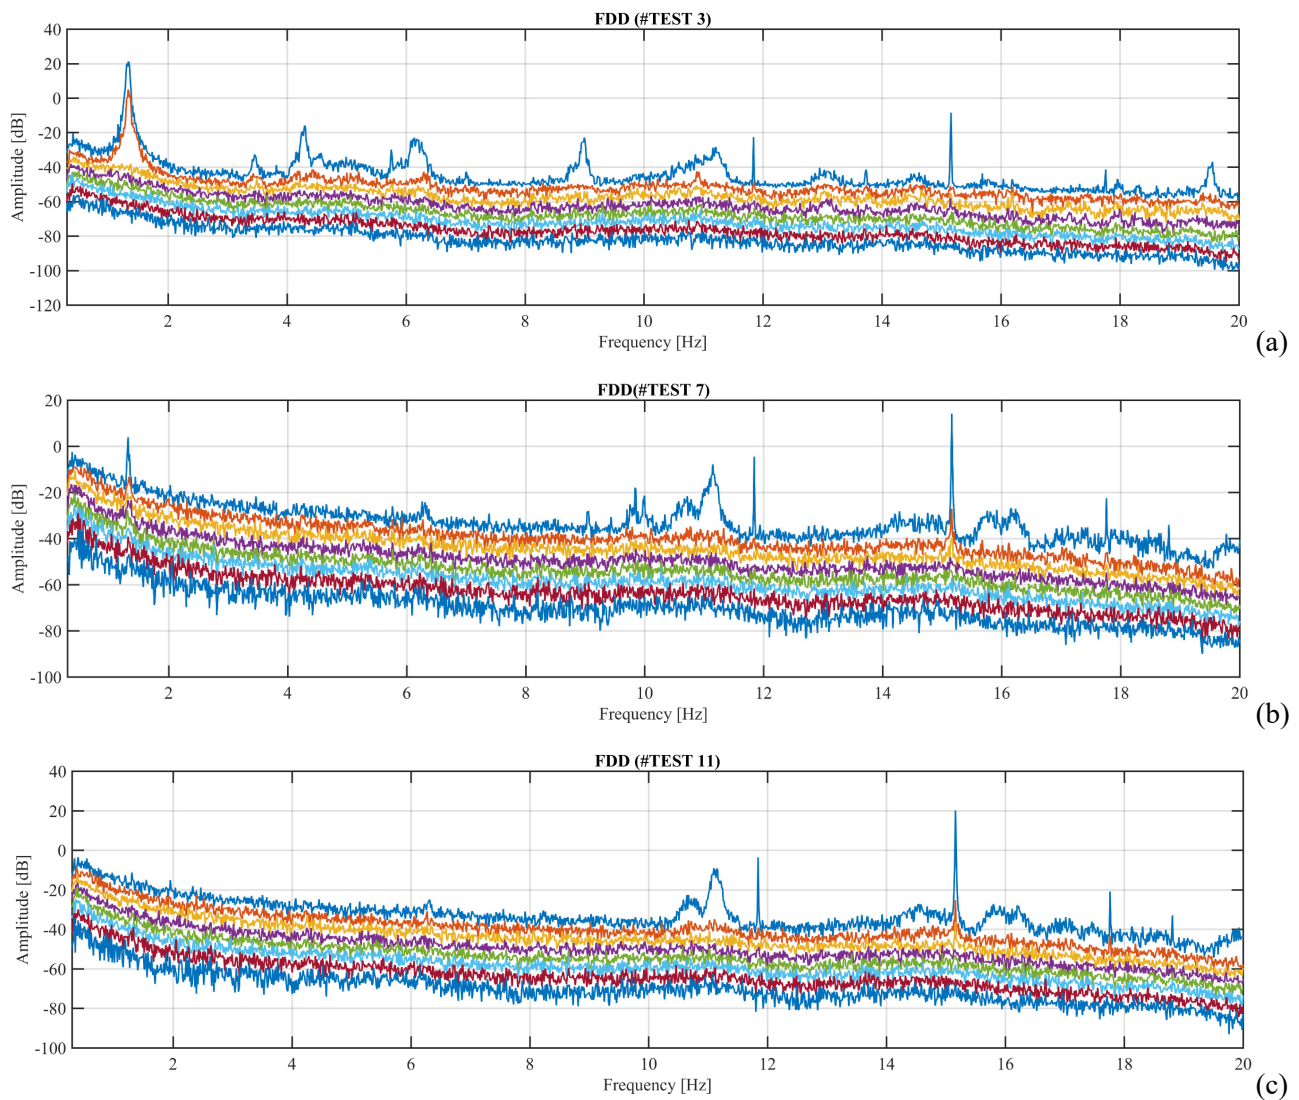 FDD (#TEST 3)
40
20
0
-20
-40
-60
-80
-100
-120
Amplitude [dB]
2 4 6 8 10 12 14 16 18 20
Frequency [Hz]
(a)
FDD(#TEST 7)
20
0
-20
-40
-60
-80
-100
Amplitude [dB]
2 4 6 8 10 12 14 16 18 20
Frequency [Hz]
(b)
FDD (#TEST 11)
40
20
0
-20
-40
-60
-80
-100
Amplitude [dB]
2 4 6 8 10 12 14 16 18 20
Frequency [Hz]
(c)